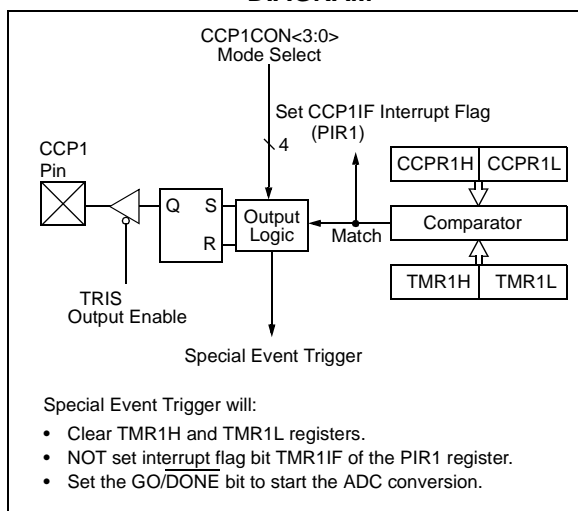 DIAGRAM
CCP1CON<3:0>
Mode Select
Set CCP1IF Interrupt Flag
(PIR1)
4
CCP1
Pin
CCPR1H CCPR1L
Q S
R
Output
Logic
Match
Comparator
TRIS
Output Enable
TMR1H TMR1L
Special Event Trigger
Special Event Trigger will:
• Clear TMR1H and TMR1L registers.
• NOT set interrupt flag bit TMR1IF of the PIR1 register.
• Set the GO/DONE bit to start the ADC conversion.